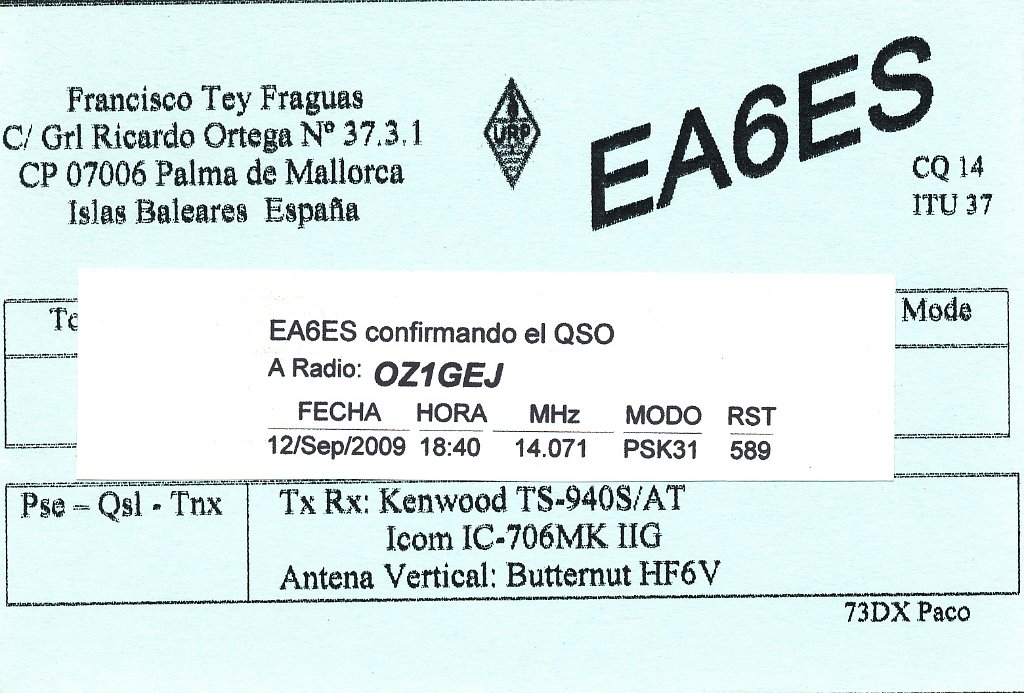 Francisco Tey Fraguas
C/ Grl Ricardo Ortega Nº 37.3.1
CP 07006 Palma de Mallorca
Islas Baleares España
URP
EA6ES
CQ 14
ITU 37
Mode
EA6ES confirmando el QSO
A Radio: OZ1GEJ
FECHA HORA MHz MODO RST
12/Sep/2009 18:40 14.071 PSK31 589
Pse – Qsl - Tnx
Tx Rx: Kenwood TS-940S/AT
Icom IC-706MK IIG
Antena Vertical: Butternut HF6V
73DX Paco